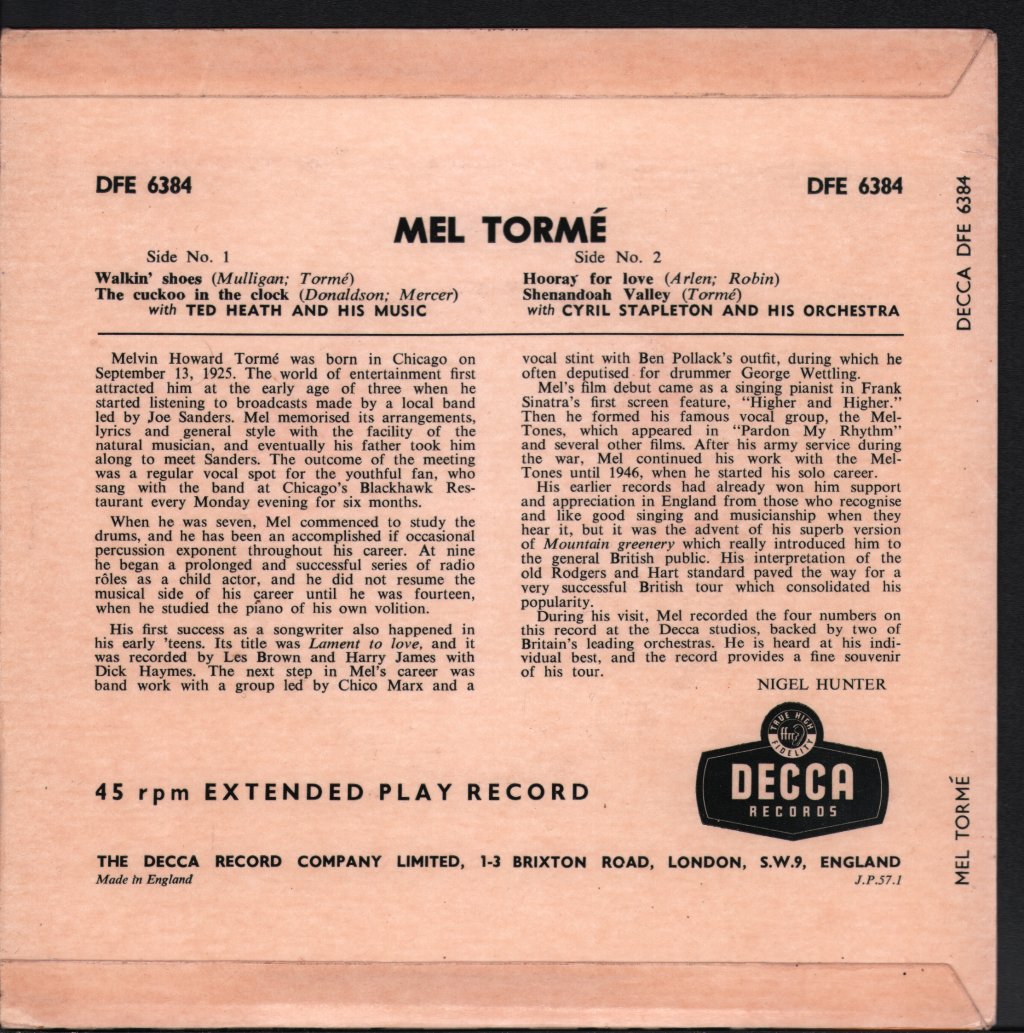 DFE 6384
DFE 6384
MEL TORMÉ
Side No. 1
Walkin' shoes (Mulligan; Tormé)
The cuckoo in the clock (Donaldson; Mercer)
with TED HEATH AND HIS MUSIC
Side No. 2
Hooray for love (Arlen; Robin)
Shenandoah Valley (Tormé)
with CYRIL STAPLETON AND HIS ORCHESTRA
Melvin Howard Tormé was born in Chicago on
September 13, 1925. The world of entertainment first
attracted him at the early age of three when he
started listening to broadcasts made by a local band
led by Joe Sanders. Mel memorised its arrangements,
lyrics and general style with the facility of the
natural musician, and eventually his father took him
along to meet Sanders. The outcome of the meeting
was a regular vocal spot for the youthful fan, who
sang with the band at Chicago's Blackhawk Res-
taurant every Monday evening for six months.
When he was seven, Mel commenced to study the
drums, and he has been an accomplished if occasional
percussion exponent throughout his career. At nine
he began a prolonged and successful series of radio
rôles as a child actor, and he did not resume the
musical side of his career until he was fourteen,
when he studied the piano of his own volition.
His first success as a songwriter also happened in
his early 'teens. Its title was Lament to love, and it
was recorded by Les Brown and Harry James with
Dick Haymes. The next step in Mel's career was
band work with a group led by Chico Marx and a
vocal stint with Ben Pollack's outfit, during which he
often deputised for drummer George Wettling.
Mel's film debut came as a singing pianist in Frank
Sinatra's first screen feature, "Higher and Higher."
Then he formed his famous vocal group, the Mel-
Tones, which appeared in "Pardon My Rhythm"
and several other films. After his army service during
the war, Mel continued his work with the Mel-
Tones until 1946, when he started his solo career.
His earlier records had already won him support
and appreciation in England from those who recognise
and like good singing and musicianship when they
hear it, but it was the advent of his superb version
of Mountain greenery which really introduced him to
the general British public. His interpretation of the
old Rodgers and Hart standard paved the way for a
very successful British tour which consolidated his
popularity.
During his visit, Mel recorded the four numbers on
this record at the Decca studios, backed by two of
Britain's leading orchestras. He is heard at his indi-
vidual best, and the record provides a fine souvenir
of his tour.
NIGEL HUNTER
TRUE HIGH
ffrr
FIDELITY
DECCA
RECORDS
45 rpm EXTENDED PLAY RECORD
THE DECCA RECORD COMPANY LIMITED, 1-3 BRIXTON ROAD, LONDON, S.W.9, ENGLAND
Made in England
J.P.57.1
DECCA DFE 6384
MEL TORMÉ